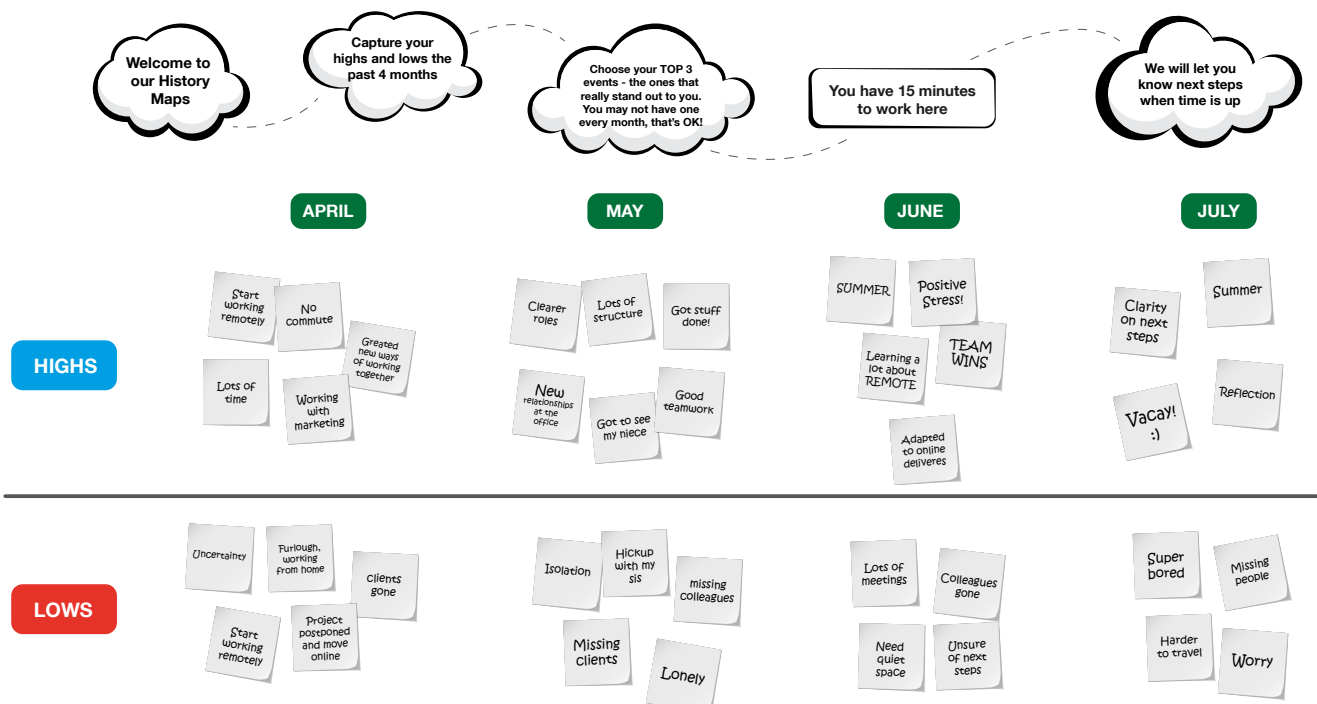 Welcome to
our History
Maps
Capture your
highs and lows the
past 4 months
Choose your TOP 3
events - the ones that
really stand out to you.
You may not have one
every month, that's OK!
You have 15 minutes
to work here
We will let you
know next steps
when time is up
APRIL
MAY
JUNE
JULY
HIGHS
Start
working
remotely
No
commute
Greated
new ways
of working
together
Lots of
time
Working
with
marketing
Clearer
roles
Lots of
structure
Got stuff
done!
New
relationships
at the
office
Got to see
my niece
Good
teamwork
SUMMER
Positive
Stress!
Learning a
lot about
REMOTE
TEAM
WINS
Adapted
to online
deliveres
Clarity
on next
steps
Summer
Vacay!
:)
Reflection
LOWS
Uncertainty
Furlough,
working
from home
clients
gone
Start
working
remotely
Project
postponed
and move
online
Isolation
Hickup
with my
sis
missing
colleagues
Missing
clients
Lonely
Lots of
meetings
Colleagues
gone
Need
quiet
space
Unsure
of next
steps
Super
bored
Missing
people
Harder
to travel
Worry